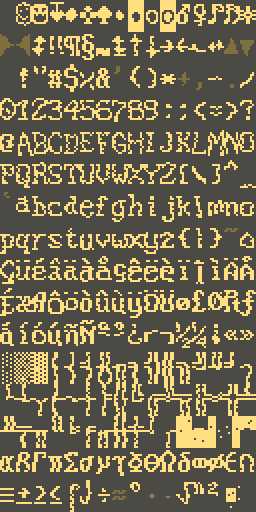 ☺☻♥♦♣♠•◘○◙♂♀♪♫☼
►◄↕‼¶§▬↨↑↓→←∟↔▲▼
!"#$%&'()*+,-./
0123456789:;<=>?
@ABCDEFGHIJKLMNO
PQRSTUVWXYZ[\]^_
`abcdefghijklmno
pqrstuvwxyz{|}~⌂
ÇüéâäàåçêëèïîìÄÅ
ÉæÆôöòûùÿÖÜ
áíóúñÑªº¿⌐¬½¼¡«»
αßΓπΣσµτΦΘΩδ∞φε∩
≡±≥≤⌠⌡÷≈°∙·√ⁿ²■